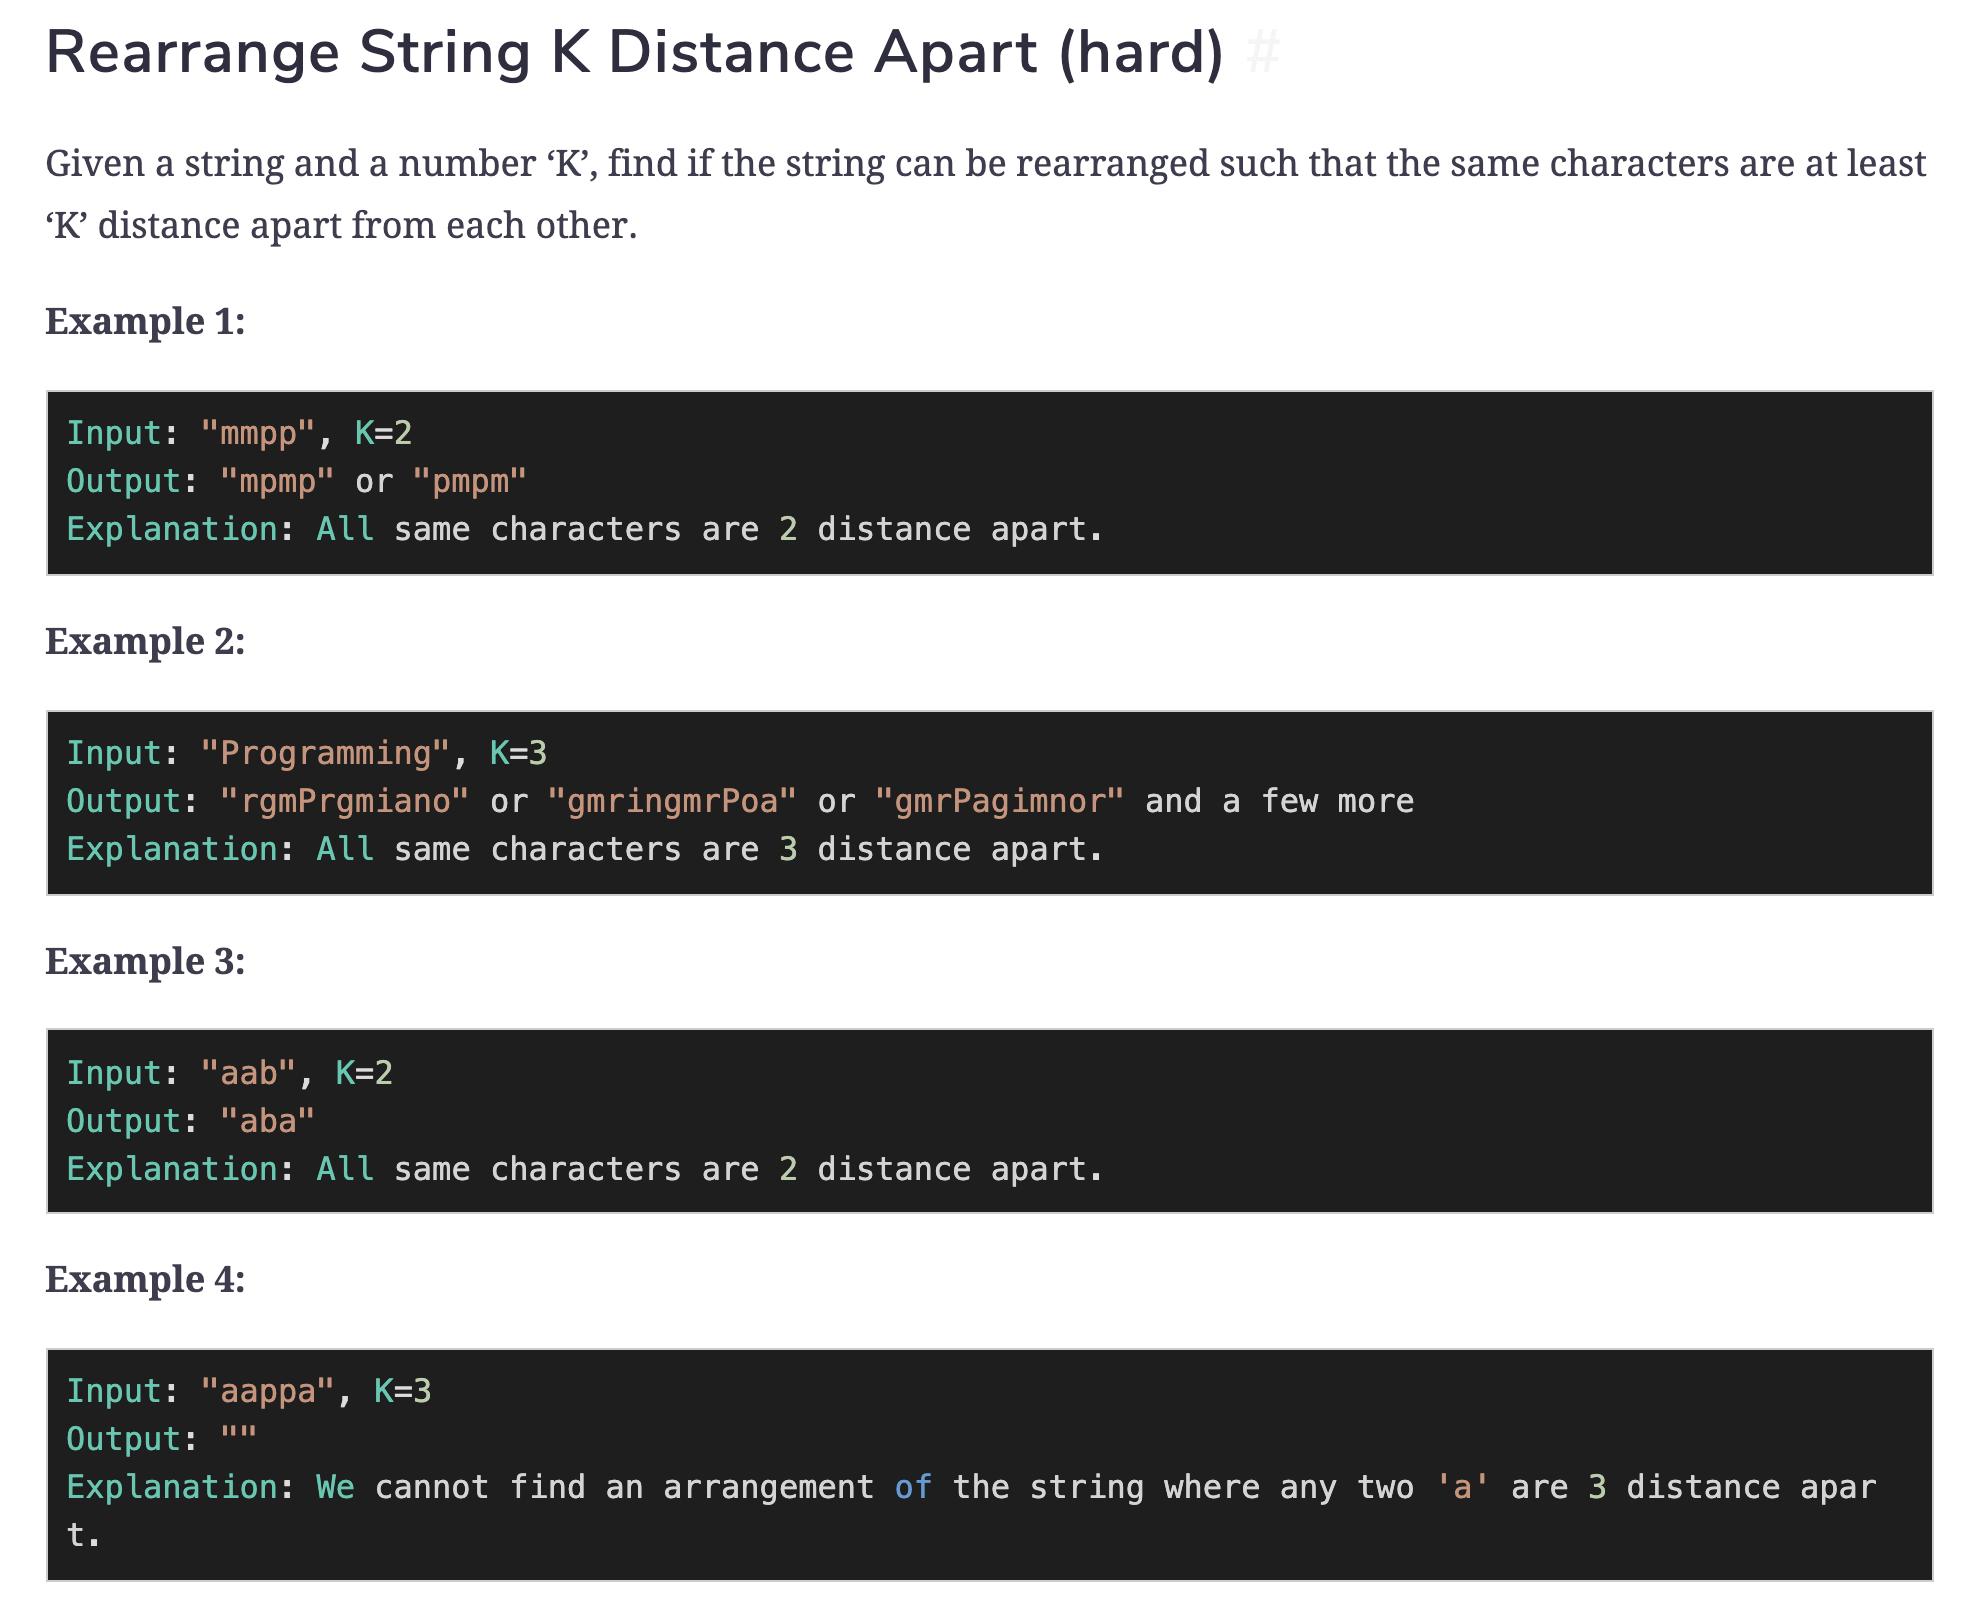 Rearrange String K Distance Apart (hard) #
Given a string and a number ‘K’, find if the string can be rearranged such that the same characters are at least
‘K’ distance apart from each other.
Example 1:
Input: "mmpp", K=2
Output: "mpmp" or "pmpm"
Explanation: All same characters are 2 distance apart.
Example 2:
Input: "Programming", K=3
Output: "rgmPrgmiano" or "gmringmrPoa" or "gmrPagimnor" and a few more
Explanation: All same characters are 3 distance apart.
Example 3:
Input: "aab", K=2
Output: "aba"
Explanation: All same characters are 2 distance apart.
Example 4:
Input: "aappa", K=3
Output: ""
Explanation: We cannot find an arrangement of the string where any two 'a' are 3 distance apar
t.